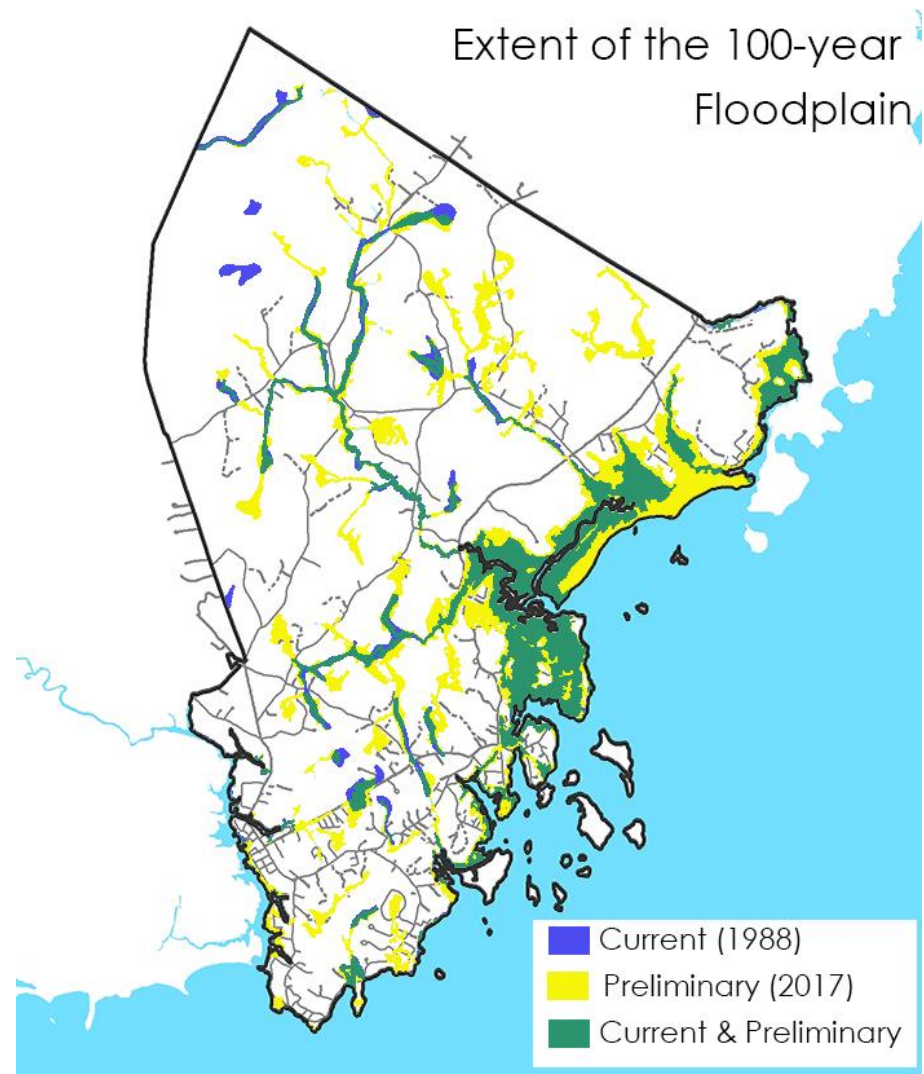 Extent of the 100-year
Floodplain
Current (1988)
Preliminary (2017)
Current & Preliminary